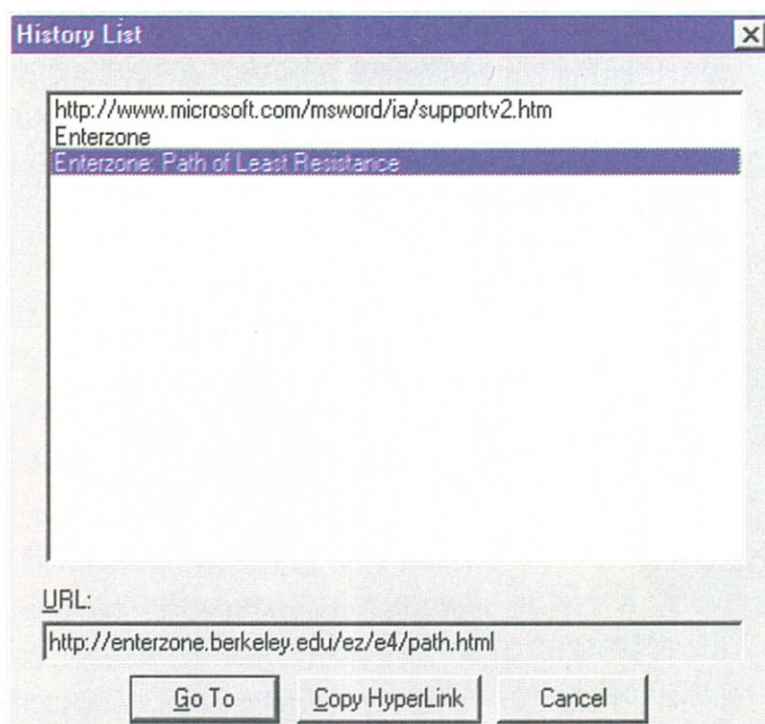 History List
http://www.microsoft.com/msword/ia/supportv2.htm
Enterzone
Enterzone: Path of Least Resistance
URL:
http://enterzone.berkeley.edu/ez/e4/path.html
Go To
Copy HyperLink
Cancel